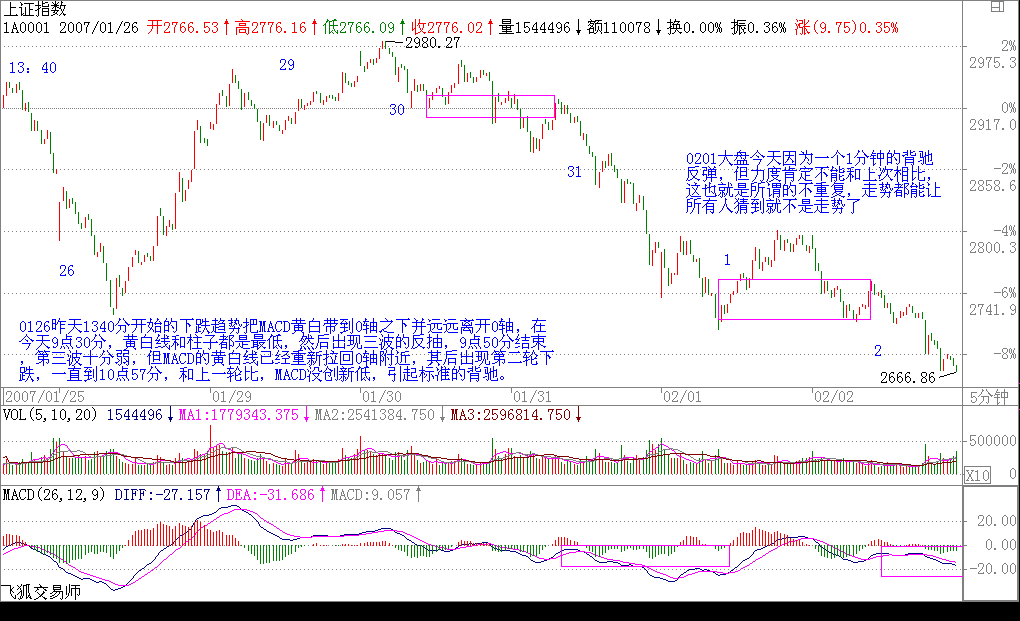 上证指数
1A0001 2007/01/26 开2766.53↑高2776.16↑低2766.09↑收2776.02↑量1544496↓额110078↓换0.00% 振0.36% 涨(9.75)0.35%
2980.27
2%
2975.3
13：40
29
30
0%
2917.0
31
0201大盘今天因为一个1分钟的背驰
反弹，但力度肯定不能和上次相比，
这也就是所谓的不重复，走势都能让
所有人猜到就不是走势了
-2%
2858.6
-4%
2800.3
26
1
-6%
2741.9
0126昨天1340分开始的下跌趋势把MACD黄白带到0轴之下并远远离开0轴，在
今天9点30分，黄白线和柱子都是最低，然后出现三波的反抽，9点50分结束
，第三波十分弱，但MACD的黄白线已经重新拉回0轴附近，其后出现第二轮下
跌，一直到10点57分，和上一轮比，MACD没创新低，引起标准的背驰。
2
-8%
2666.86
2007/01/25 01/29 01/30 01/31 02/01 02/02 5分钟
VOL(5,10,20) 1544496↓MA1:1779343.375↓MA2:2541384.750↓MA3:2596814.750↓
500000
X10 0
MACD(26,12,9) DIFF:-27.157↑DEA:-31.686↑MACD:9.057↑
20.00
0.00
-20.00
飞狐交易师